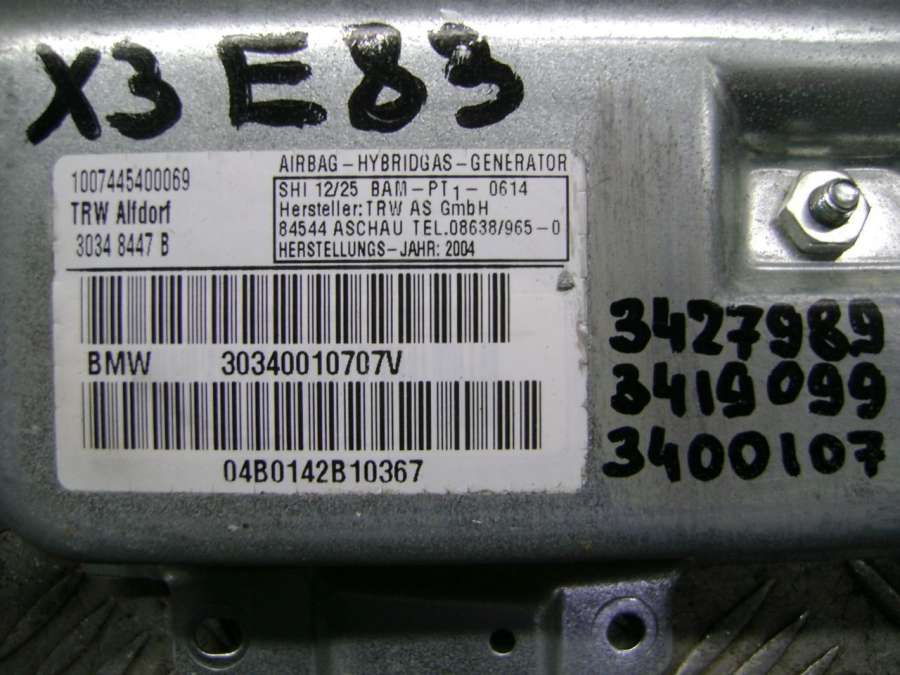 X3 E83
AIRBAG-HYBRIDGAS-GENERATOR
1007445400069
TRW Alfdorf
3034 8447 B
SHI 12/25 BAM-PT1- 0614
Hersteller: TRW AS GmbH
84544 ASCHAU TEL.08638/965-0
HERSTELLUNGS-JAHR: 2004
BMW 30340010707V
04B0142B10367
3427989
3419099
3400107